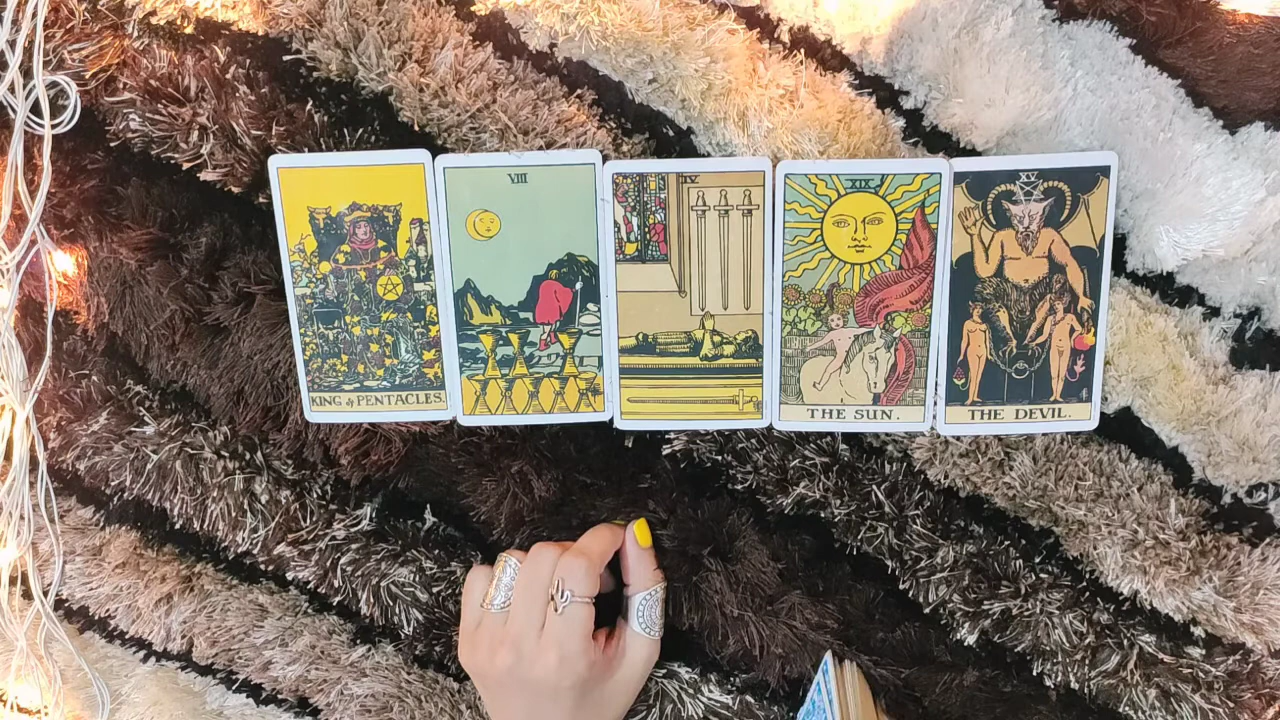 KING of PENTACLES.
VIII
IV
XIX
THE SUN.
XV
THE DEVIL.